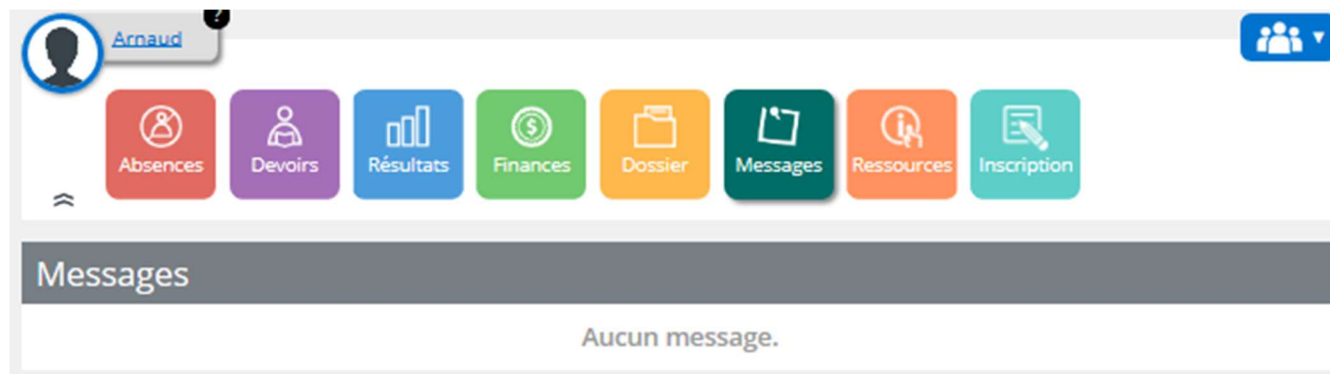 ?
Arnaud
Absences Devoirs Résultats Finances Dossier Messages Ressources Inscription
Messages
Aucun message.